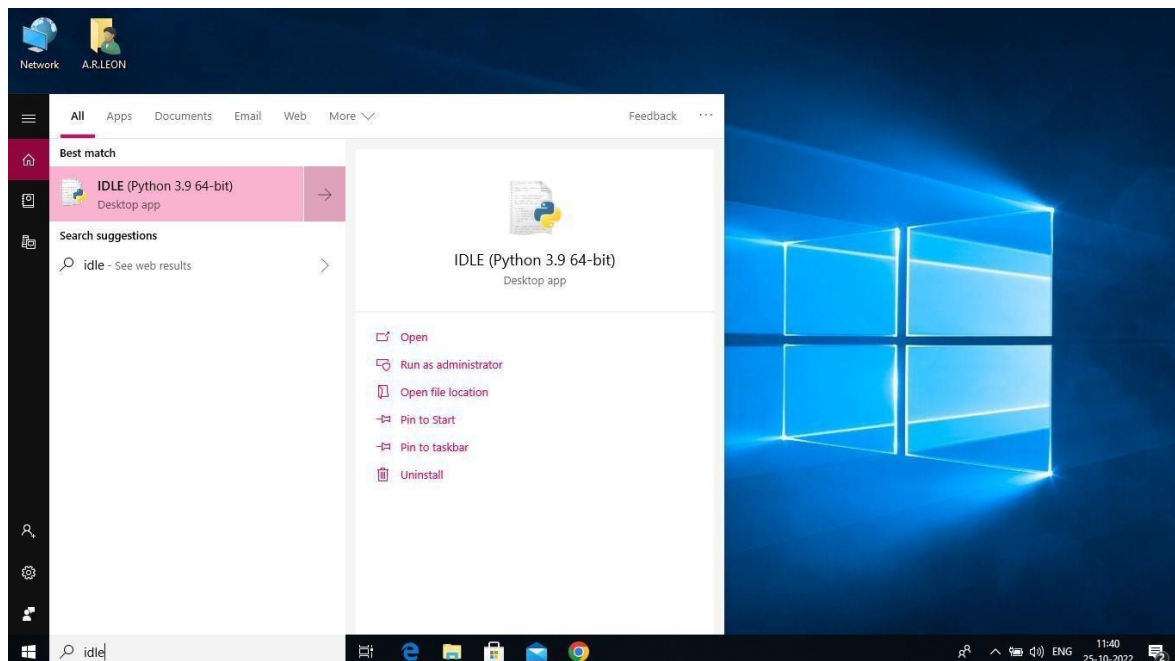 Network
A.R.LEON
All Apps Documents Email Web More
Feedback ...
Best match
IDLE (Python 3.9 64-bit)
Desktop app
Search suggestions
idle - See web results
IDLE (Python 3.9 64-bit)
Desktop app
Open
Run as administrator
Open file location
Pin to Start
Pin to taskbar
Uninstall
idle
ENG
11:40
25-10-2022
2